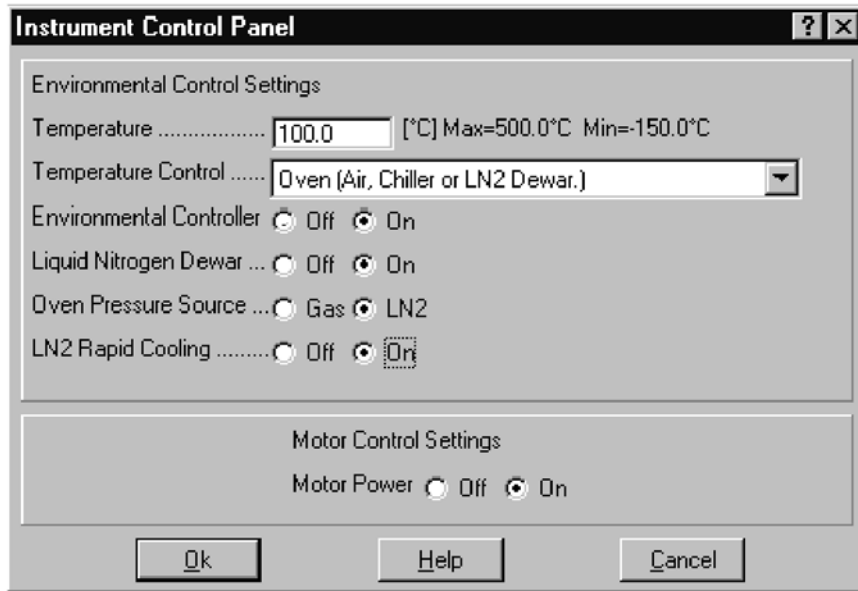 Instrument Control Panel
Environmental Control Settings
Temperature .................. 100.0 [°C] Max=500.0°C Min=-150.0°C
Temperature Control ...... Oven (Air, Chiller or LN2 Dewar.)
Environmental Controller Off On
Liquid Nitrogen Dewar ... Off On
Oven Pressure Source ... Gas LN2
LN2 Rapid Cooling ......... Off On
Motor Control Settings
Motor Power Off On
Ok Help Cancel